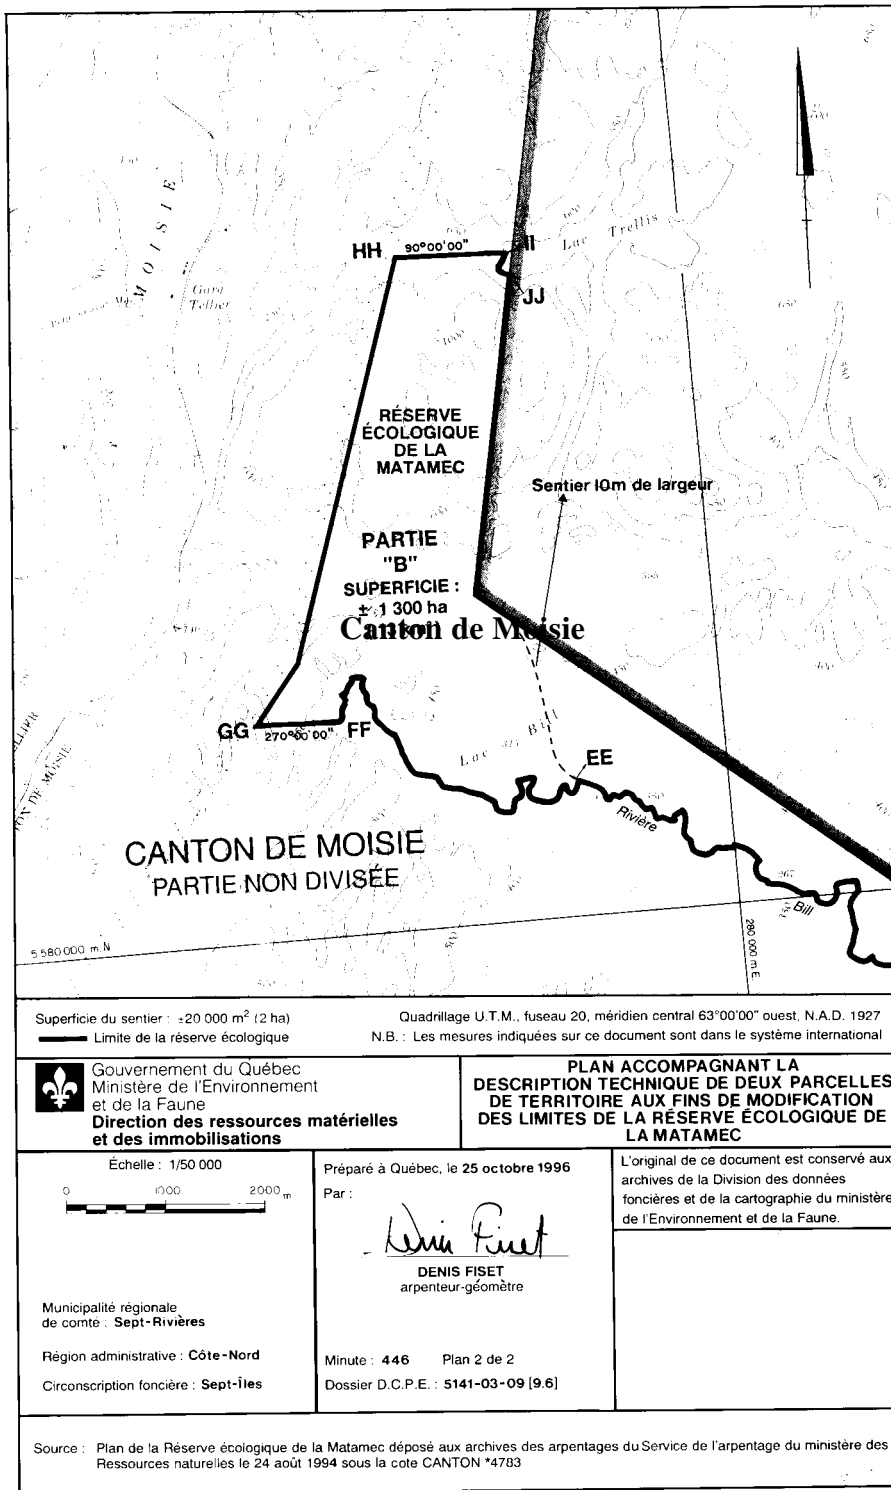 MOISIE
HH
90°00'00"
II
Lac Trellis
JJ
RÉSERVE
ÉCOLOGIQUE
DE LA
MATAMEC
Sentier 10m de largeur
PARTIE
"B"
SUPERFICIE :
± 1 300 ha
Canton de Moisie
GG
270°00'00"
FF
Lac Bill
EE
Rivière
Bill
CANTON DE MOISIE
PARTIE NON DIVISÉE
5 580 000 m. N
280 000 m E
Superficie du sentier : ±20 000 m² (2 ha)
Limite de la réserve écologique
Quadrillage U.T.M., fuseau 20, méridien central 63°00'00" ouest, N.A.D. 1927
N.B. : Les mesures indiquées sur ce document sont dans le système international
Gouvernement du Québec
Ministère de l'Environnement
et de la Faune
Direction des ressources matérielles
et des immobilisations
PLAN ACCOMPAGNANT LA
DESCRIPTION TECHNIQUE DE DEUX PARCELLES
DE TERRITOIRE AUX FINS DE MODIFICATION
DES LIMITES DE LA RÉSERVE ÉCOLOGIQUE DE
LA MATAMEC
Échelle : 1/50 000
0 1000 2000 m
Municipalité régionale
de comté : Sept-Rivières
Région administrative : Côte-Nord
Circonscription foncière : Sept-Îles
Préparé à Québec, le 25 octobre 1996
Par :
Denis Fiset
DENIS FISET
arpenteur-géomètre
Minute : 446 Plan 2 de 2
Dossier D.C.P.E. : 5141-03-09 [9.6]
L'original de ce document est conservé aux
archives de la Division des données
foncières et de la cartographie du ministère
de l'Environnement et de la Faune.
Source : Plan de la Réserve écologique de la Matamec déposé aux archives des arpentages du Service de l'arpentage du ministère des
Ressources naturelles le 24 août 1994 sous la cote CANTON *4783